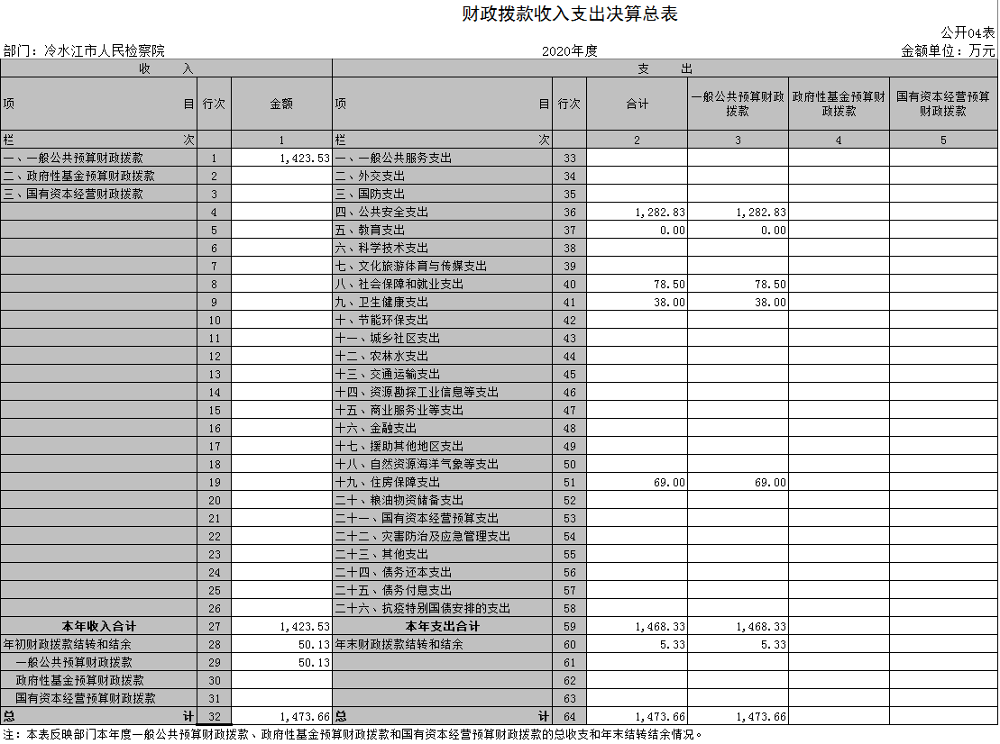 财政拨款收入支出决算总表
公开04表
部门：冷水江市人民检察院 2020年度 金额单位：万元
收 入 支 出
项 目 行次 金额 项 目 行次 合计 一般公共预算财政拨款 政府性基金预算财政拨款 国有资本经营预算财政拨款
栏 次 1 栏 次 2 3 4 5
一、一般公共预算财政拨款 1 1,423.53 一、一般公共服务支出 33
二、政府性基金预算财政拨款 2 二、外交支出 34
三、国有资本经营财政拨款 3 三、国防支出 35
4 四、公共安全支出 36 1,282.83 1,282.83
5 五、教育支出 37 0.00 0.00
6 六、科学技术支出 38
7 七、文化旅游体育与传媒支出 39
8 八、社会保障和就业支出 40 78.50 78.50
9 九、卫生健康支出 41 38.00 38.00
10 十、节能环保支出 42
11 十一、城乡社区支出 43
12 十二、农林水支出 44
13 十三、交通运输支出 45
14 十四、资源勘探工业信息等支出 46
15 十五、商业服务业等支出 47
16 十六、金融支出 48
17 十七、援助其他地区支出 49
18 十八、自然资源海洋气象等支出 50
19 十九、住房保障支出 51 69.00 69.00
20 二十、粮油物资储备支出 52
21 二十一、国有资本经营预算支出 53
22 二十二、灾害防治及应急管理支出 54
23 二十三、其他支出 55
24 二十四、债务还本支出 56
25 二十五、债务付息支出 57
26 二十六、抗疫特别国债安排的支出 58
本年收入合计 27 1,423.53 本年支出合计 59 1,468.33 1,468.33
年初财政拨款结转和结余 28 50.13 年末财政拨款结转和结余 60 5.33 5.33
一般公共预算财政拨款 29 50.13 61
政府性基金预算财政拨款 30 62
国有资本经营预算财政拨款 31 63
总 计 32 1,473.66 总 计 64 1,473.66 1,473.66
注：本表反映部门本年度一般公共预算财政拨款、政府性基金预算财政拨款和国有资本经营预算财政拨款的总收支和年末结转结余情况。